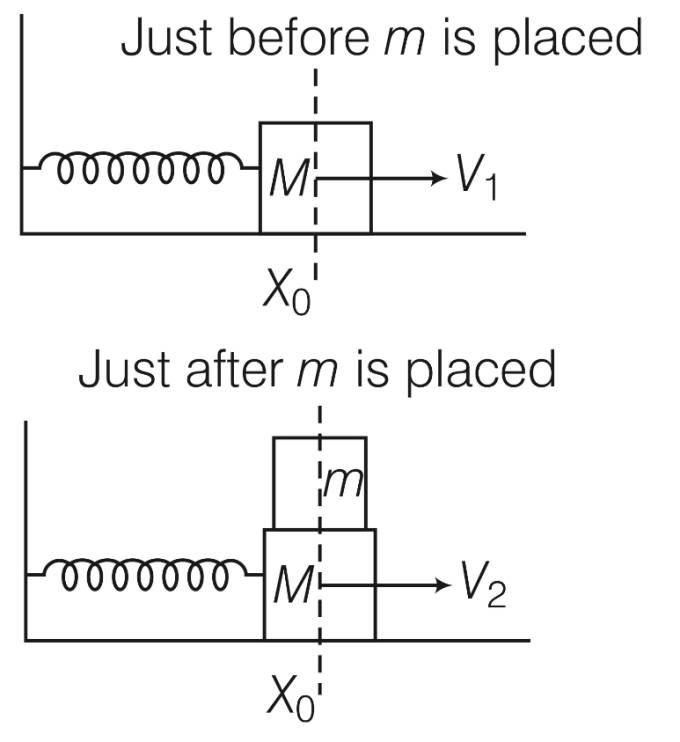 Just before m is placed
M
V₁
X₀
Just after m is placed
m
M
V₂
X₀